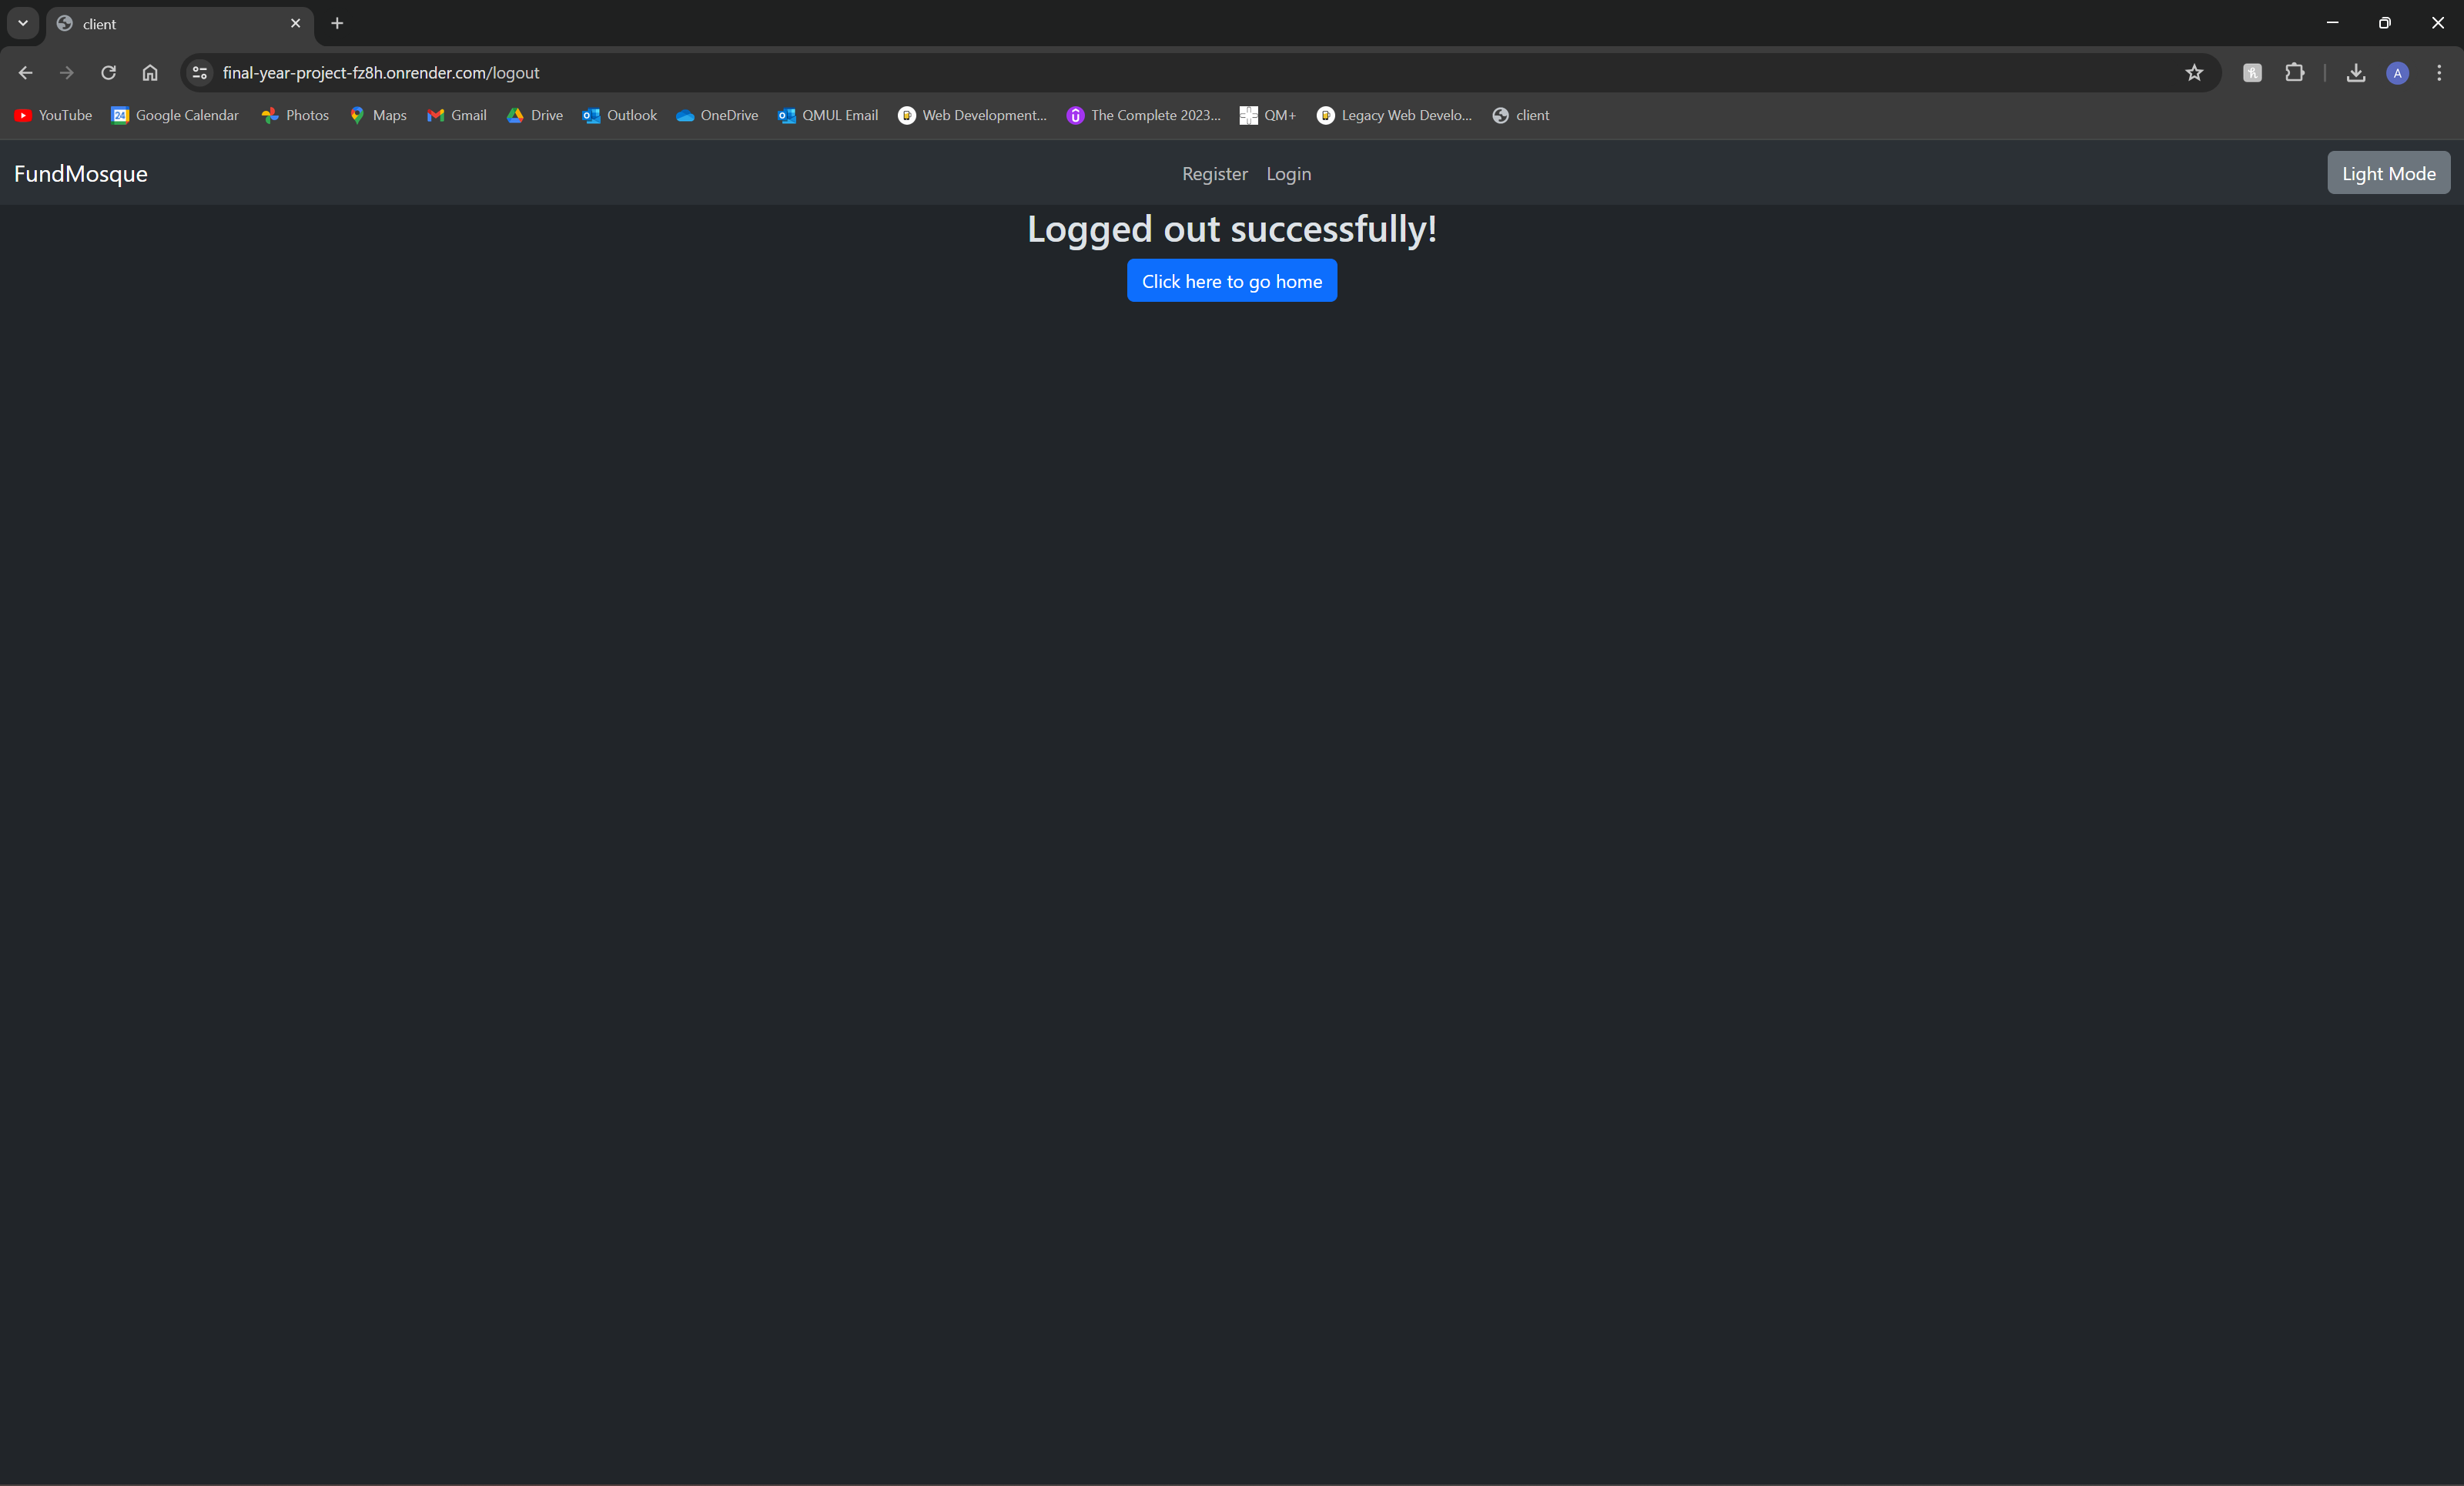 client
final-year-project-fz8h.onrender.com/logout
A
YouTube 24 Google Calendar Photos Maps Gmail Drive Outlook OneDrive QMUL Email Web Development... The Complete 2023... QM+ Legacy Web Develo... client
FundMosque Register Login Light Mode
Logged out successfully!
Click here to go home